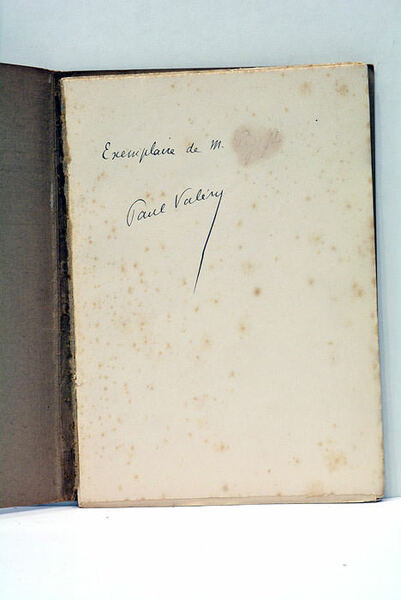 Exemplaire de M.
Paul Valéry